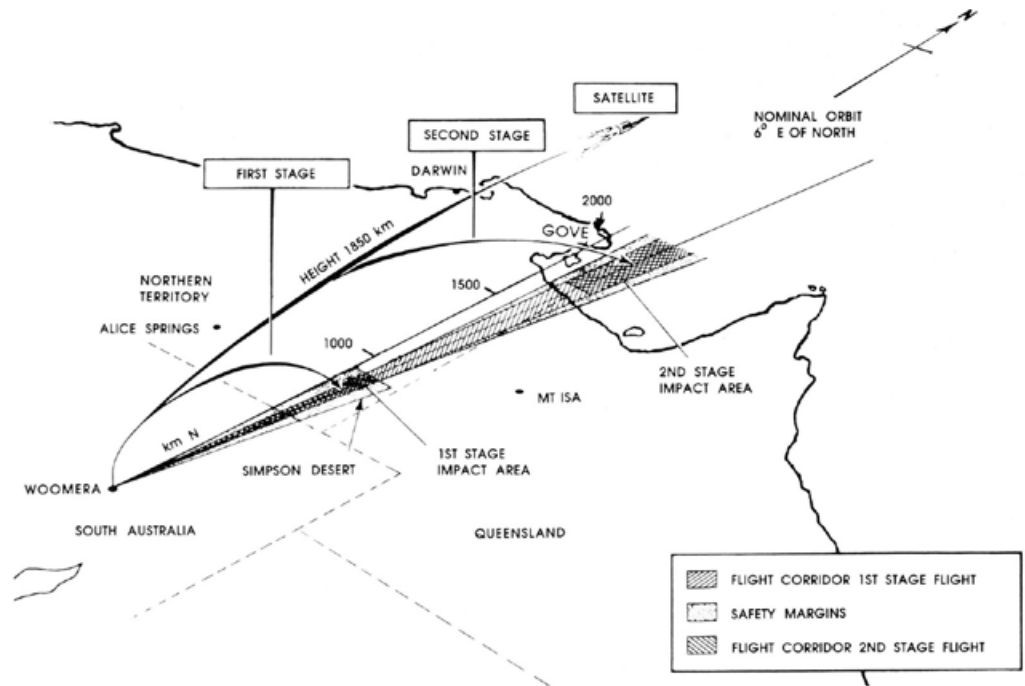 N
SATELLITE
NOMINAL ORBIT
6° E OF NORTH
SECOND STAGE
DARWIN
FIRST STAGE
2000
GOVE
HEIGHT 1850 km
1500
NORTHERN
TERRITORY
ALICE SPRINGS
1000
2ND STAGE
IMPACT AREA
MT ISA
km N
SIMPSON DESERT
1ST STAGE
IMPACT AREA
WOOMERA
SOUTH AUSTRALIA
QUEENSLAND
FLIGHT CORRIDOR 1ST STAGE FLIGHT
SAFETY MARGINS
FLIGHT CORRIDOR 2ND STAGE FLIGHT